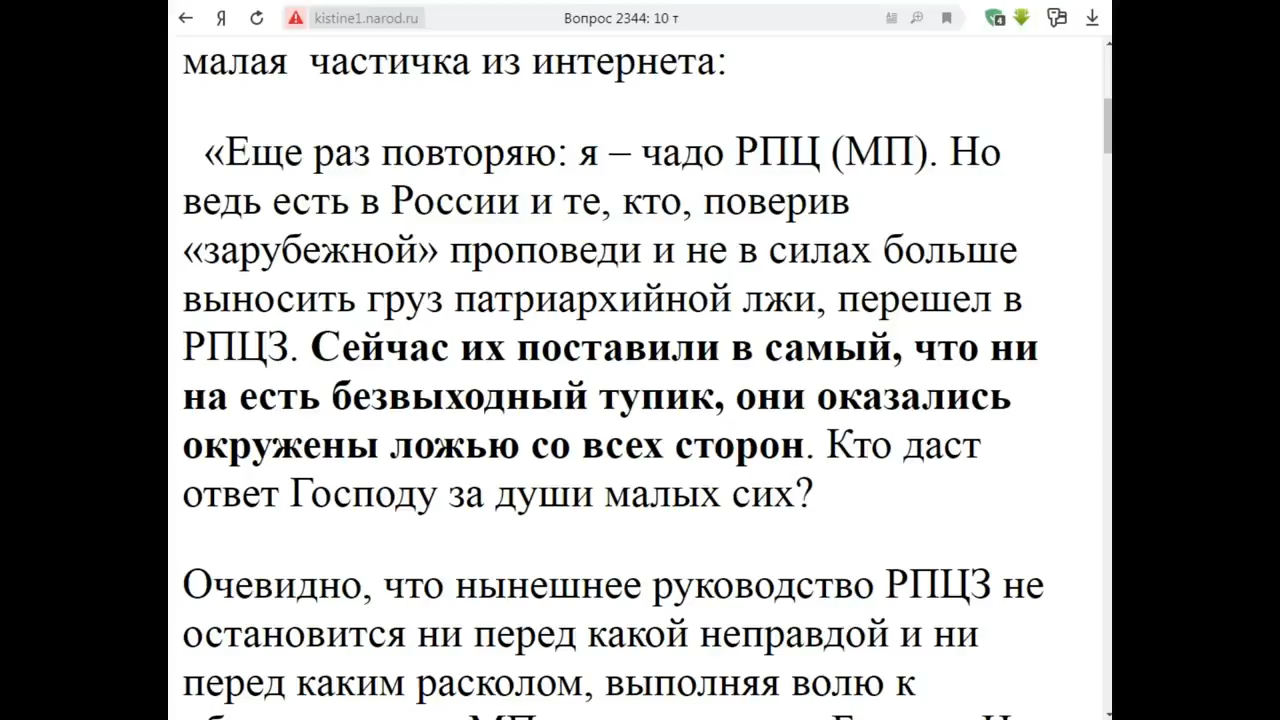 Я kistine1.narod.ru Вопрос 2344: 10 т 4
малая частичка из интернета:
«Еще раз повторяю: я – чадо РПЦ (МП). Но
ведь есть в России и те, кто, поверив
«зарубежной» проповеди и не в силах больше
выносить груз патриархийной лжи, перешел в
РПЦЗ. Сейчас их поставили в самый, что ни
на есть безвыходный тупик, они оказались
окружены ложью со всех сторон. Кто даст
ответ Господу за души малых сих?
Очевидно, что нынешнее руководство РПЦЗ не
остановится ни перед какой неправдой и ни
перед каким расколом, выполняя волю к